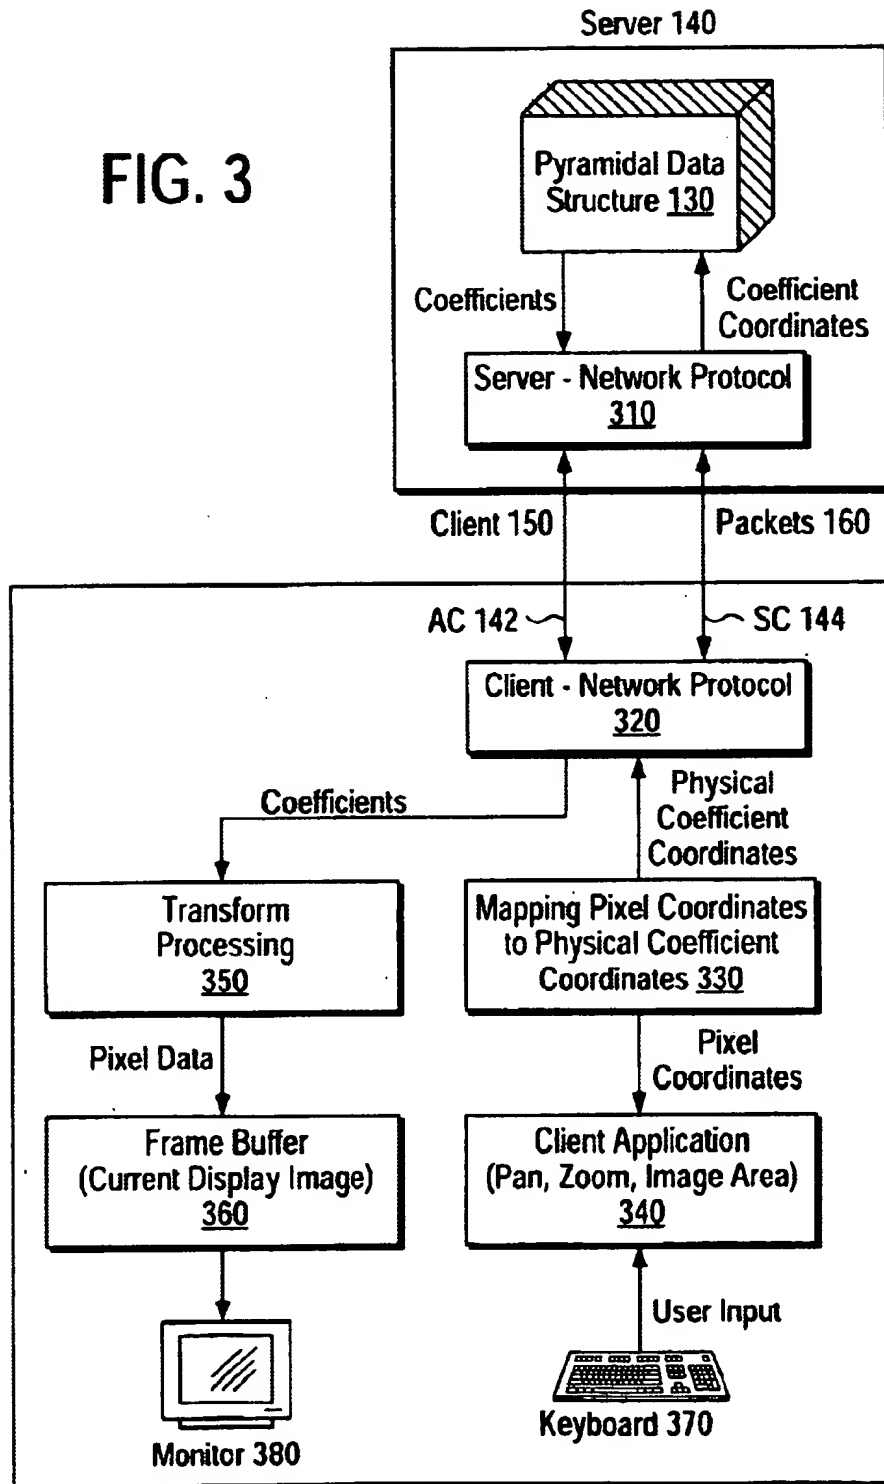 Server 140
FIG. 3
Pyramidal Data
Structure 130
Coefficients
Coefficient
Coordinates
Server - Network Protocol
310
Client 150
Packets 160
AC 142
SC 144
Client - Network Protocol
320
Coefficients
Physical
Coefficient
Coordinates
Transform
Processing
350
Mapping Pixel Coordinates
to Physical Coefficient
Coordinates 330
Pixel Data
Pixel
Coordinates
Frame Buffer
(Current Display Image)
360
Client Application
(Pan, Zoom, Image Area)
340
User Input
Monitor 380
Keyboard 370